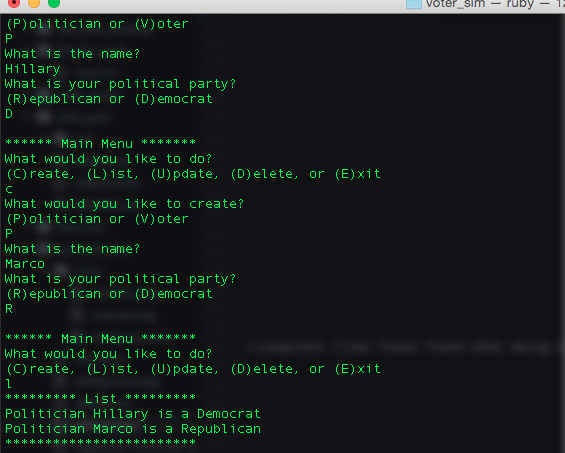 voter_sim — ruby — 12
(P)olitician or (V)oter
P
What is the name?
Hillary
What is your political party?
(R)epublican or (D)emocrat
D
****** Main Menu *******
What would you like to do?
(C)reate, (L)ist, (U)pdate, (D)elete, or (E)xit
c
What would you like to create?
(P)olitician or (V)oter
P
What is the name?
Marco
What is your political party?
(R)epublican or (D)emocrat
R
****** Main Menu *******
What would you like to do?
(C)reate, (L)ist, (U)pdate, (D)elete, or (E)xit
l
********* List *********
Politician Hillary is a Democrat
Politician Marco is a Republican
************************